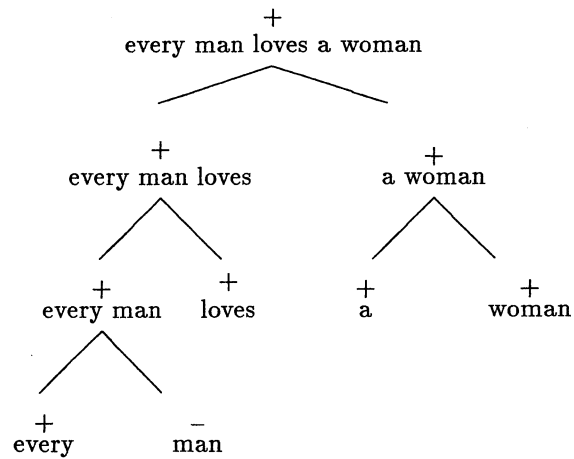 +
every man loves a woman
+ +
every man loves a woman
+ + + +
every man loves a woman
+ −
every man